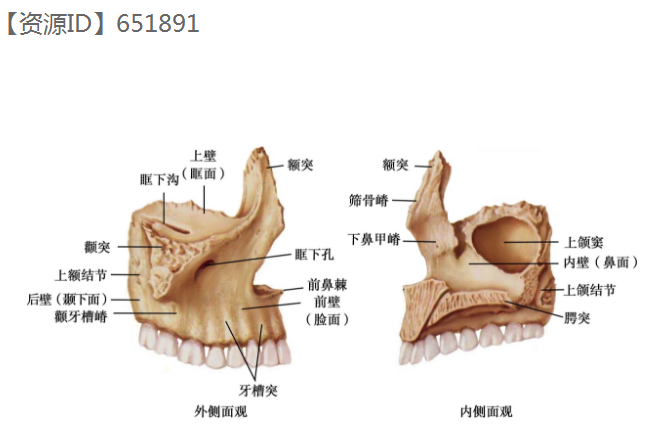 【资源ID】651891
上壁
（眶面）
眶下沟
额突
颧突
眶下孔
上颌结节
前鼻棘
后壁（颞下面）
前壁
颧牙槽嵴
（脸面）
牙槽突
外侧面观
额突
筛骨嵴
下鼻甲嵴
上颌窦
内壁（鼻面）
上颌结节
腭突
内侧面观